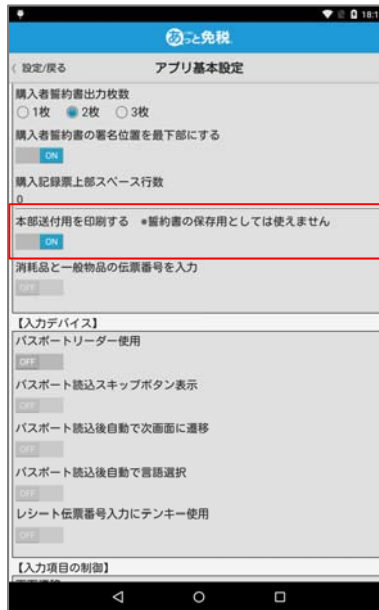 18:1
あっと免税
〈 設定/戻る
アプリ基本設定
購入者誓約書出力枚数
1枚 2枚 3枚
購入者誓約書の署名位置を最下部にする
ON
購入記録票上部スペース行数
0
本部送付用を印刷する ※誓約書の保存用としては使えません
ON
消耗品と一般物品の伝票番号を入力
OFF
【入力デバイス】
パスポートリーダー使用
OFF
パスポート読込スキップボタン表示
OFF
パスポート読込後自動で次画面に遷移
OFF
パスポート読込後自動で言語選択
OFF
レシート伝票番号入力にテンキー使用
OFF
【入力項目の制御】